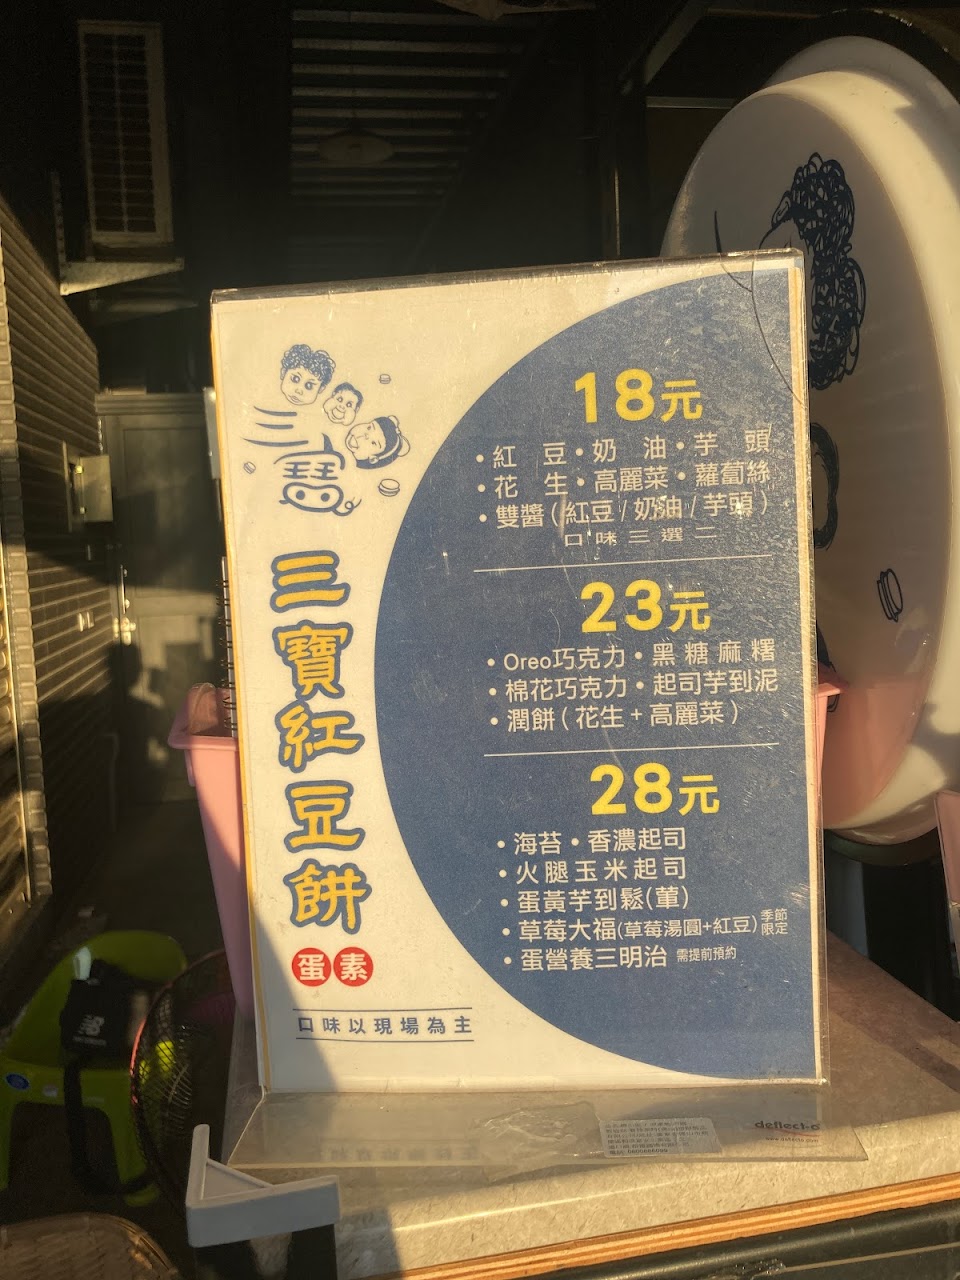 三寶
三寶紅豆餅
蛋素
口味以現場為主
18元
・紅豆・奶油・芋頭
・花生・高麗菜・蘿蔔絲
・雙醬(紅豆/奶油/芋頭)
口味三選二
23元
・Oreo巧克力・黑糖麻糬
・棉花巧克力・起司芋到泥
・潤餅(花生+高麗菜)
28元
・海苔・香濃起司
・火腿玉米起司
・蛋黃芋到鬆(葷)
・草莓大福(草莓湯圓+紅豆)季節限定
・蛋營養三明治 需提前預約
deflect-o